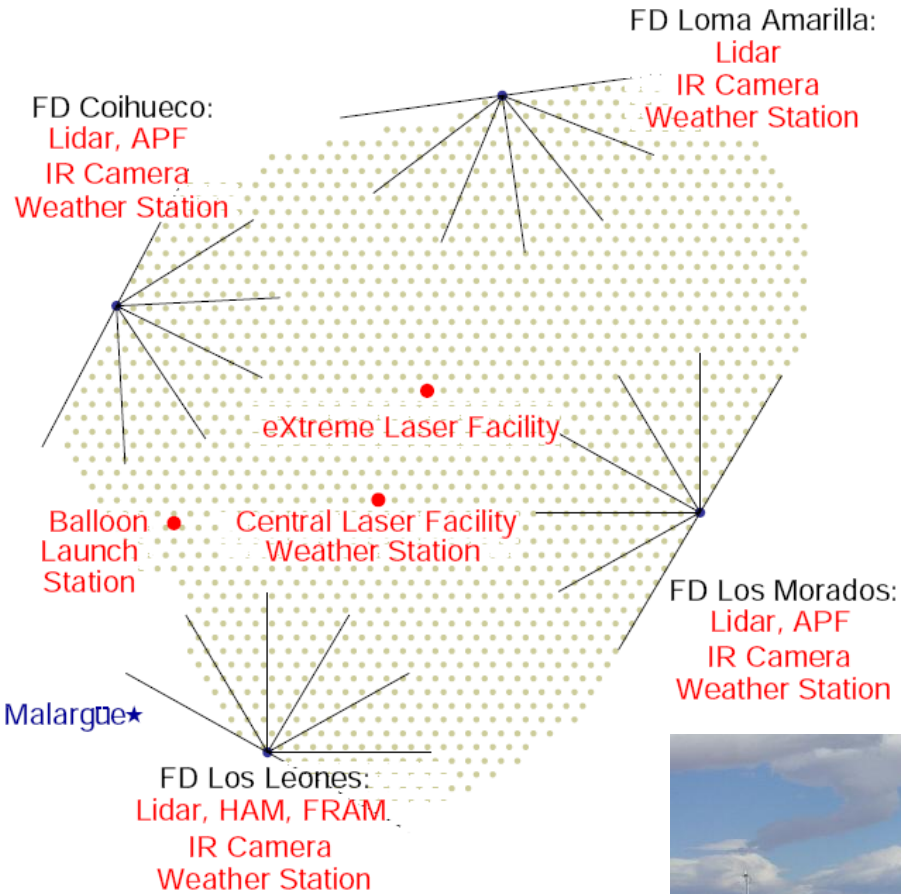 FD Loma Amarilla:
Lidar
IR Camera
Weather Station
FD Coihueco:
Lidar, APF
IR Camera
Weather Station
eXtreme Laser Facility
Balloon
Launch
Station
Central Laser Facility
Weather Station
FD Los Morados:
Lidar, APF
IR Camera
Weather Station
Malargüe
FD Los Leones:
Lidar, HAM, FRAM
IR Camera
Weather Station